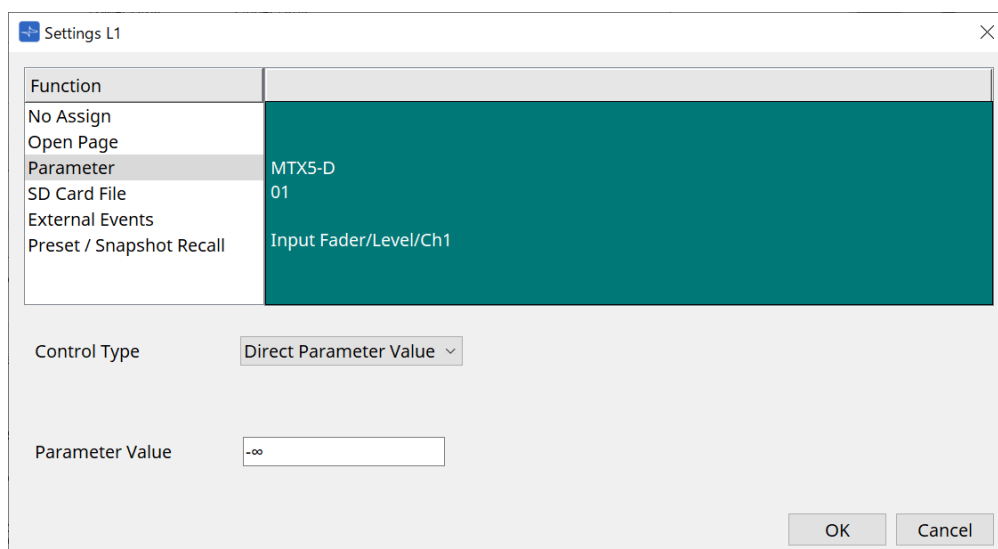 Settings L1
Function
No Assign
Open Page
Parameter
SD Card File
External Events
Preset / Snapshot Recall
MTX5-D
01
Input Fader/Level/Ch1
Control Type
Direct Parameter Value
Parameter Value
-∞
OK
Cancel